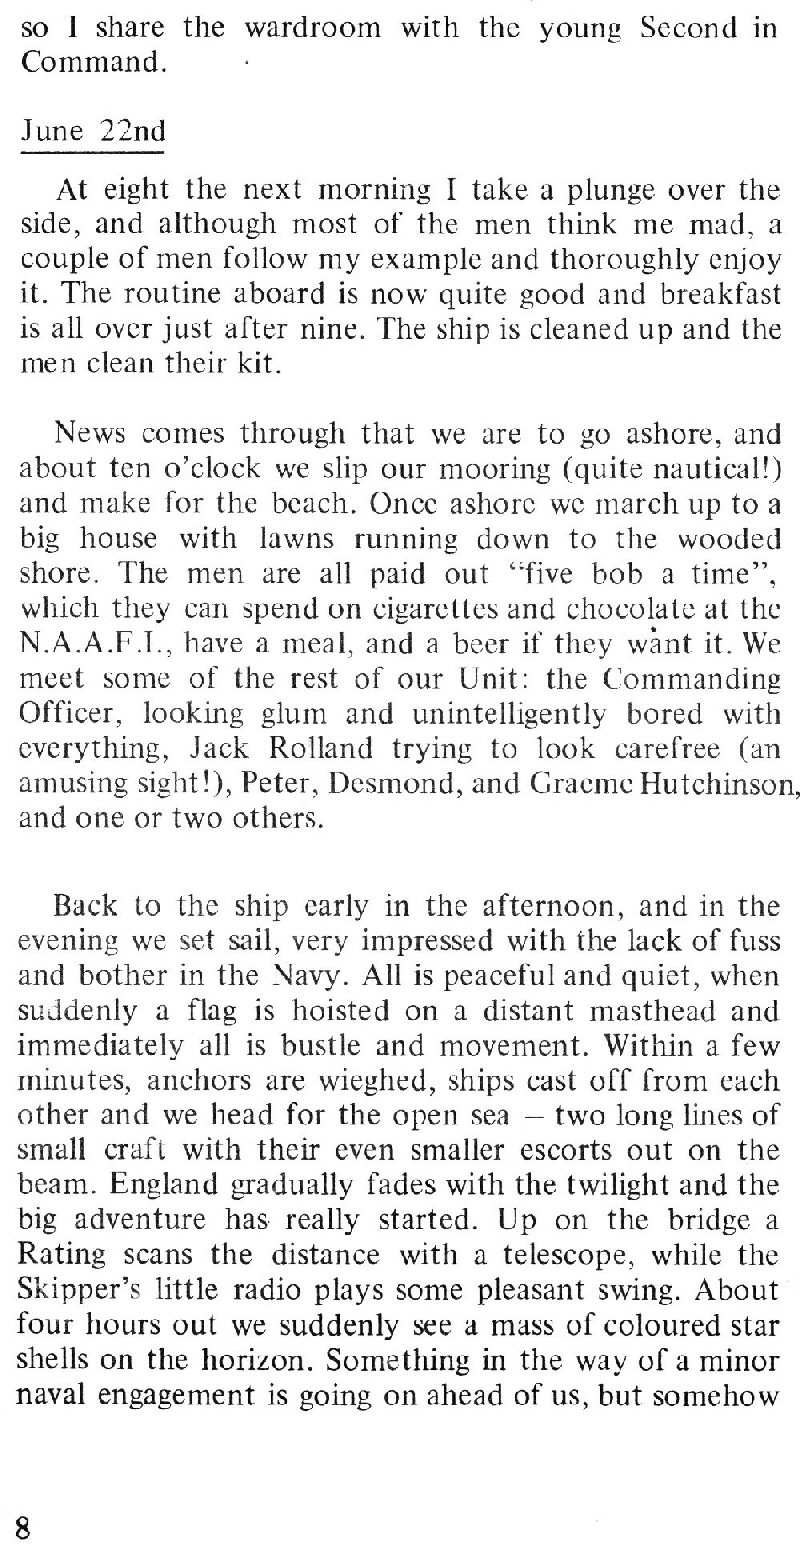 so I share the wardroom with the young Second in
Command.
June 22nd
At eight the next morning I take a plunge over the
side, and although most of the men think me mad, a
couple of men follow my example and thoroughly enjoy
it. The routine aboard is now quite good and breakfast
is all over just after nine. The ship is cleaned up and the
men clean their kit.
News comes through that we are to go ashore, and
about ten o’clock we slip our mooring (quite nautical!)
and make for the beach. Once ashore we march up to a
big house with lawns running down to the wooded
shore. The men are all paid out “five bob a time”,
which they can spend on cigarettes and chocolate at the
N.A.A.F.I., have a meal, and a beer if they want it. We
meet some of the rest of our Unit: the Commanding
Officer, looking glum and unintelligently bored with
everything, Jack Rolland trying to look carefree (an
amusing sight!), Peter, Desmond, and Graeme Hutchinson,
and one or two others.
Back to the ship early in the afternoon, and in the
evening we set sail, very impressed with the lack of fuss
and bother in the Navy. All is peaceful and quiet, when
suddenly a flag is hoisted on a distant masthead and
immediately all is bustle and movement. Within a few
minutes, anchors are wieghed, ships cast off from each
other and we head for the open sea – two long lines of
small craft with their even smaller escorts out on the
beam. England gradually fades with the twilight and the
big adventure has really started. Up on the bridge a
Rating scans the distance with a telescope, while the
Skipper’s little radio plays some pleasant swing. About
four hours out we suddenly see a mass of coloured star
shells on the horizon. Something in the way of a minor
naval engagement is going on ahead of us, but somehow
8